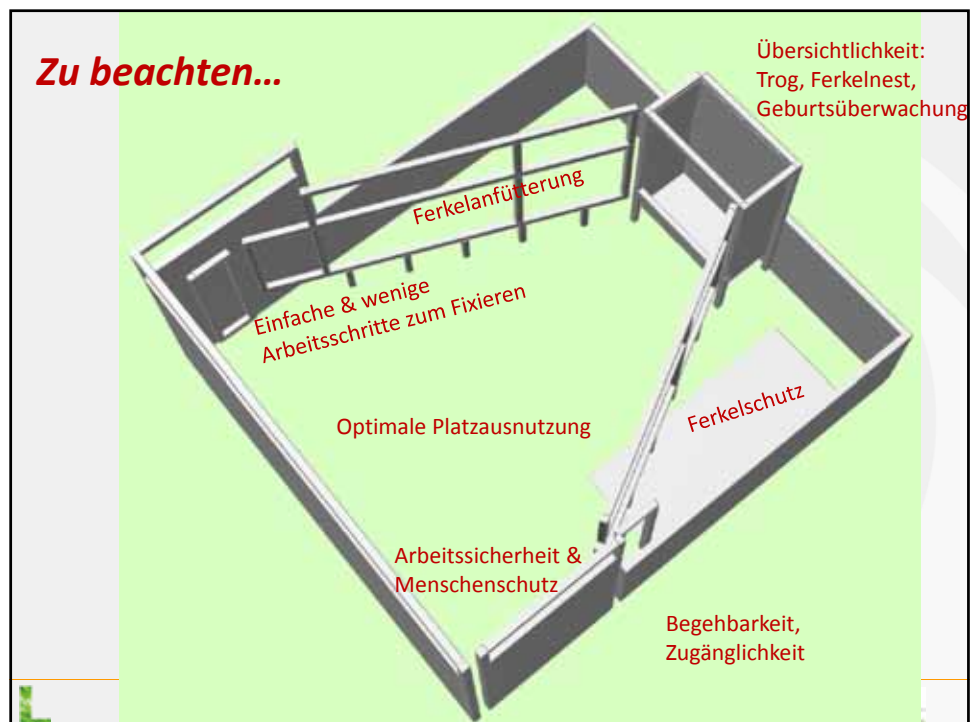 Zu beachten...
Übersichtlichkeit:
Trog, Ferkelnest,
Geburtsüberwachung
Ferkelanfütterung
Einfache & wenige
Arbeitsschritte zum Fixieren
Optimale Platzausnutzung
Ferkelschutz
Arbeitssicherheit &
Menschenschutz
Begehbarkeit,
Zugänglichkeit